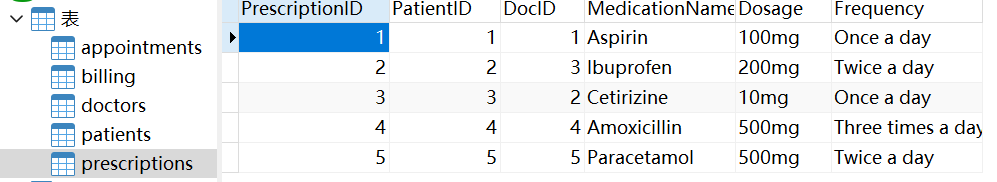 表
appointments
billing
doctors
patients
prescriptions
PrescriptionID PatientID DocID MedicationName Dosage Frequency
1 1 1 Aspirin 100mg Once a day
2 2 3 Ibuprofen 200mg Twice a day
3 3 2 Cetirizine 10mg Once a day
4 4 4 Amoxicillin 500mg Three times a day
5 5 5 Paracetamol 500mg Twice a day